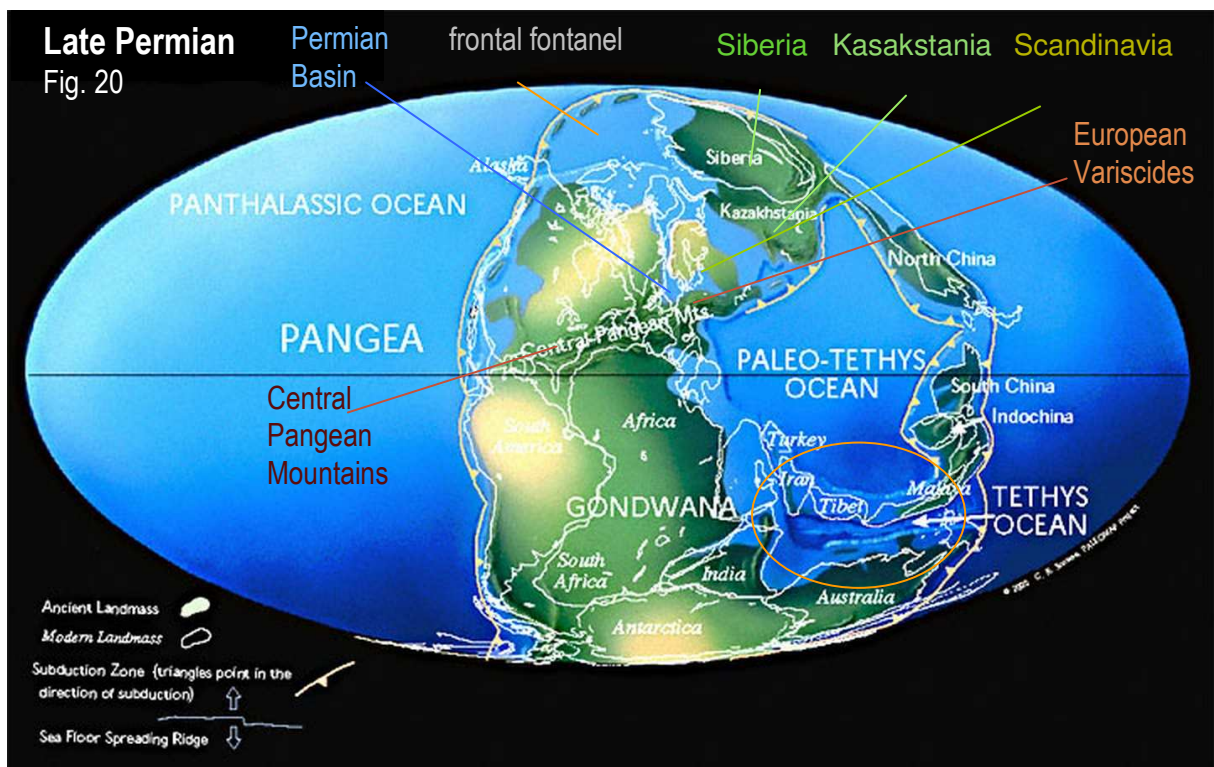 Late Permian
Fig. 20
Permian
Basin
frontal fontanel
Siberia
Kasakstania
Scandinavia
European
Variscides
Alaska
Siberia
PANTHALASSIC OCEAN
Kazakhstania
North China
Central Pangean Mts.
PANGEA
PALEO-TETHYS
OCEAN
South China
Indochina
Central
Pangean
Mountains
South
America
Africa
Turkey
Iran
Tibet
Malaya
GONDWANA
TETHYS
OCEAN
South
Africa
India
Australia
Antarctica
Ancient Landmass
Modern Landmass
Subduction Zone (triangles point in the
direction of subduction)
Sea Floor Spreading Ridge
PALEOMAP Project